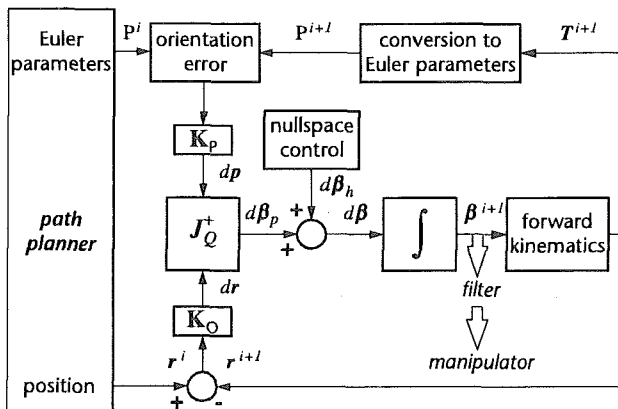 Euler
parameters
P^i
orientation
error
P^{i+1}
conversion to
Euler parameters
T^{i+1}
K_P
dp
nullspace
control
dβ_h
path
planner
J_Q^+
dβ_p
+
+
dβ
∫
β^{i+1}
forward
kinematics
dr
K_O
filter
manipulator
r^i
r^{i+1}
position
+
-